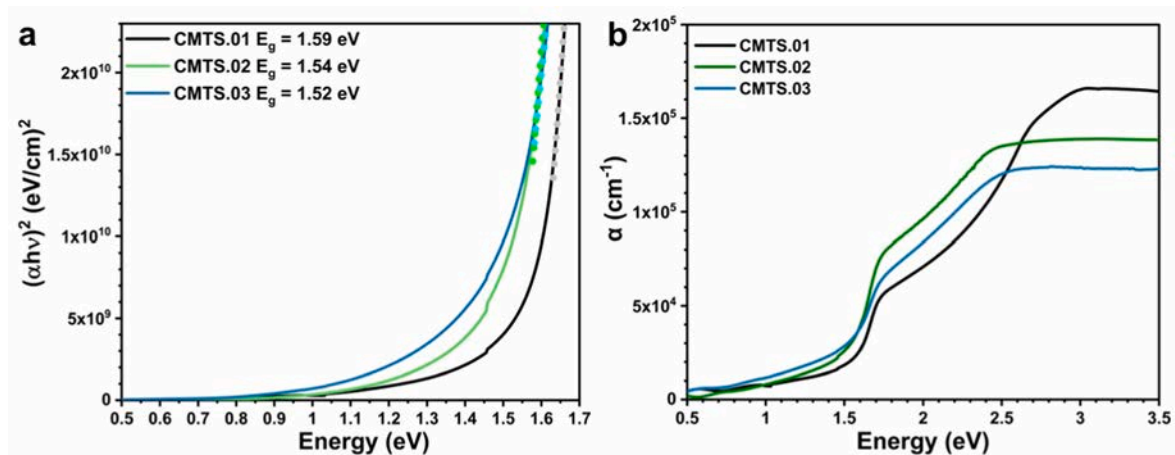 a
CMTS.01 E_g = 1.59 eV
CMTS.02 E_g = 1.54 eV
CMTS.03 E_g = 1.52 eV
2x10^10
1.5x10^10
1x10^10
5x10^9
0
(αhν)^2 (eV/cm)^2
0.5 0.6 0.7 0.8 0.9 1 1.1 1.2 1.3 1.4 1.5 1.6 1.7
Energy (eV)
b
CMTS.01
CMTS.02
CMTS.03
2x10^5
1.5x10^5
1x10^5
5x10^4
0
α (cm^-1)
0.5 1 1.5 2 2.5 3 3.5
Energy (eV)